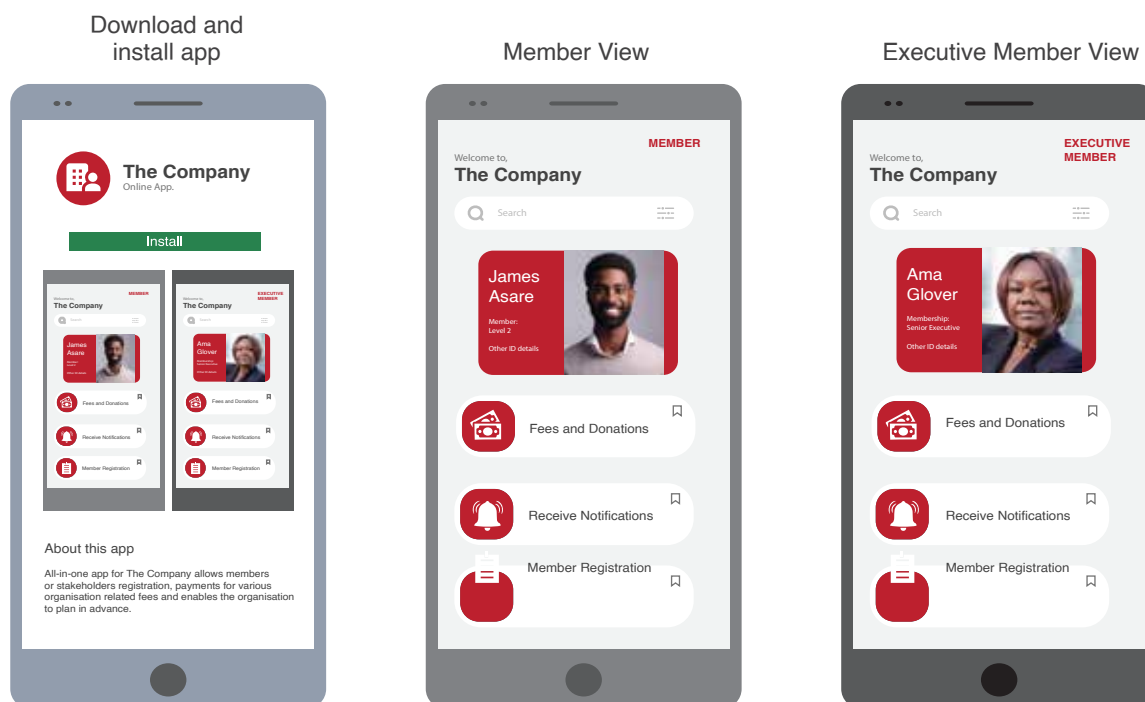 Download and
install app
The Company
Online App.
Install
Welcome to,
The Company
MEMBER
Search
James
Asare
Member:
Level 2
Fees and Donations
Receive Notifications
Member Registration
Welcome to,
The Company
EXECUTIVE
MEMBER
Search
Ama
Glover
Fees and Donations
Receive Notifications
Member Registration
About this app
All-in-one app for The Company allows members
or stakeholders registration, payments for various
organisation related fees and enables the organisation
to plan in advance.
Member View
MEMBER
Welcome to,
The Company
Search
James
Asare
Member:
Level 2
Other ID details
Fees and Donations
Receive Notifications
Member Registration
Executive Member View
EXECUTIVE
MEMBER
Welcome to,
The Company
Search
Ama
Glover
Membership:
Senior Executive
Other ID details
Fees and Donations
Receive Notifications
Member Registration